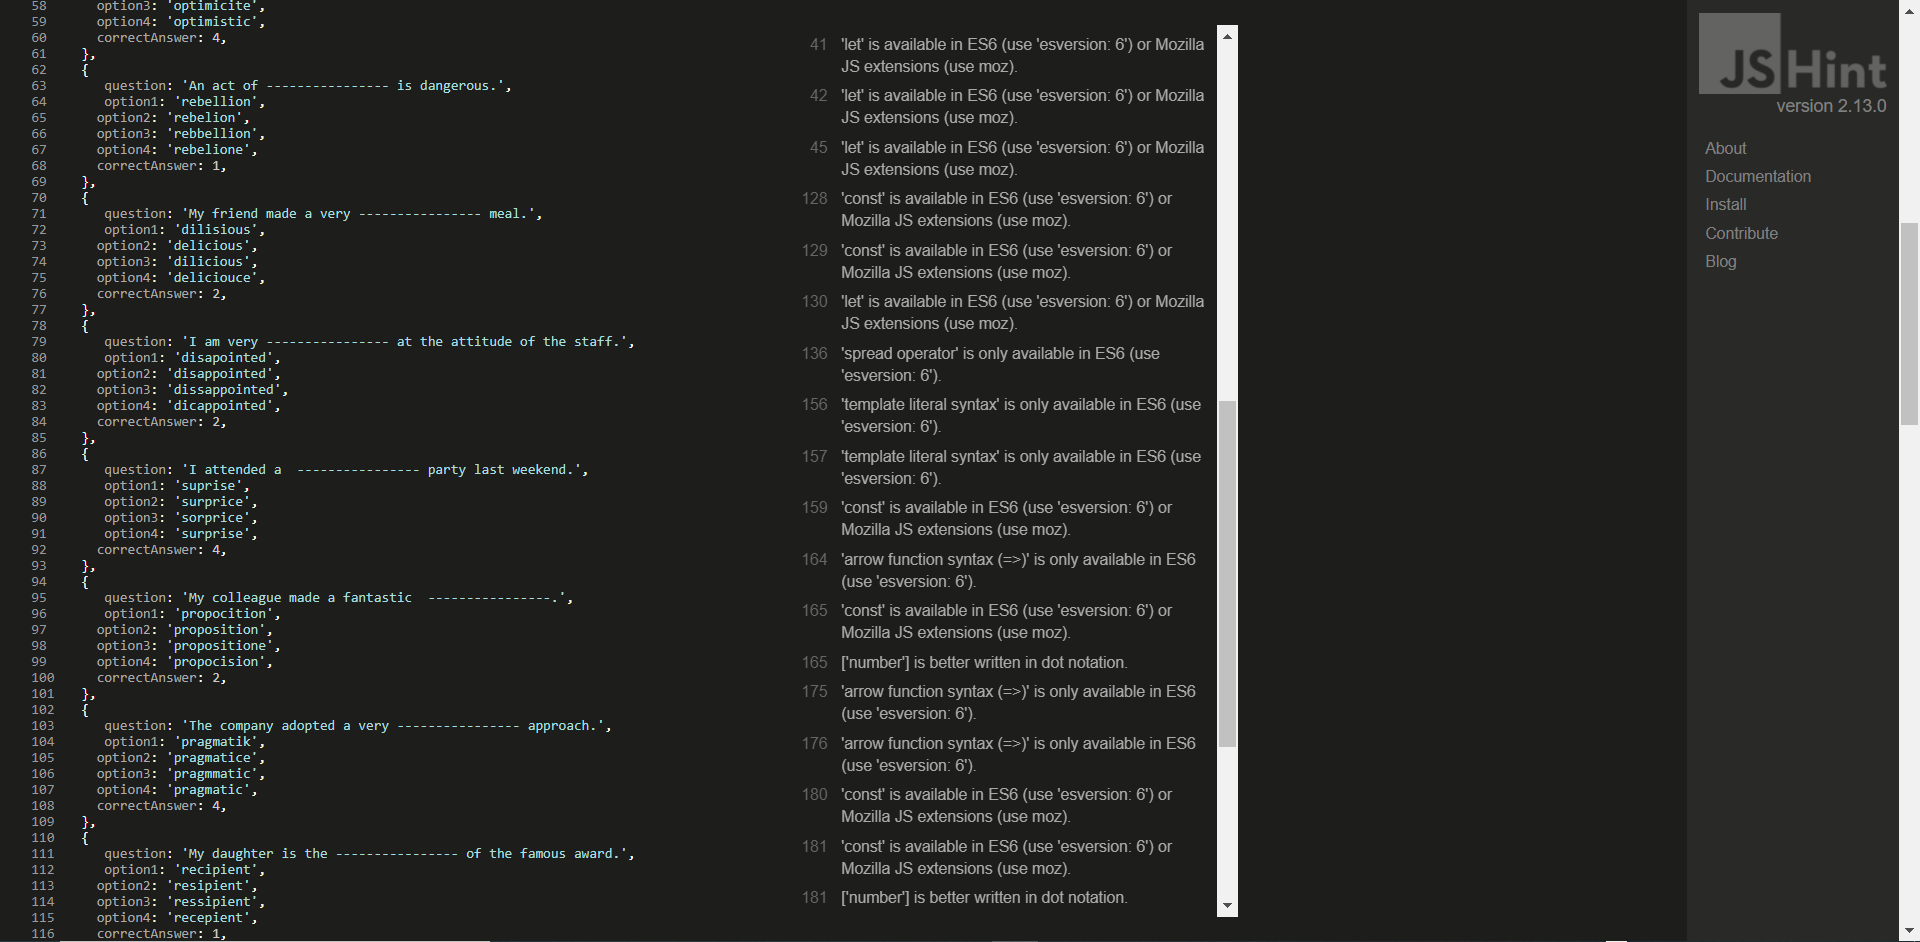 58 option3: 'optimicite',
59 option4: 'optimistic',
60 correctAnswer: 4,
61 },
62 {
63 question: 'An act of ---------------- is dangerous.',
64 option1: 'rebellion',
65 option2: 'rebelion',
66 option3: 'rebbellion',
67 option4: 'rebelione',
68 correctAnswer: 1,
69 },
70 {
71 question: 'My friend made a very ---------------- meal.',
72 option1: 'dilisious',
73 option2: 'delicious',
74 option3: 'dilicious',
75 option4: 'deliciouce',
76 correctAnswer: 2,
77 },
78 {
79 question: 'I am very ---------------- at the attitude of the staff.',
80 option1: 'disapointed',
81 option2: 'disappointed',
82 option3: 'dissappointed',
83 option4: 'dicappointed',
84 correctAnswer: 2,
85 },
86 {
87 question: 'I attended a  ---------------- party last weekend.',
88 option1: 'suprise',
89 option2: 'surprice',
90 option3: 'sorprice',
91 option4: 'surprise',
92 correctAnswer: 4,
93 },
94 {
95 question: 'My colleague made a fantastic  ----------------.',
96 option1: 'propocition',
97 option2: 'proposition',
98 option3: 'propositione',
99 option4: 'propocision',
100 correctAnswer: 2,
101 },
102 {
103 question: 'The company adopted a very ---------------- approach.',
104 option1: 'pragmatik',
105 option2: 'pragmatice',
106 option3: 'pragmmatic',
107 option4: 'pragmatic',
108 correctAnswer: 4,
109 },
110 {
111 question: 'My daughter is the ---------------- of the famous award.',
112 option1: 'recipient',
113 option2: 'resipient',
114 option3: 'ressipient',
115 option4: 'recepient',
116 correctAnswer: 1,
41 'let' is available in ES6 (use 'esversion: 6') or Mozilla
JS extensions (use moz).
42 'let' is available in ES6 (use 'esversion: 6') or Mozilla
JS extensions (use moz).
45 'let' is available in ES6 (use 'esversion: 6') or Mozilla
JS extensions (use moz).
128 'const' is available in ES6 (use 'esversion: 6') or
Mozilla JS extensions (use moz).
129 'const' is available in ES6 (use 'esversion: 6') or
Mozilla JS extensions (use moz).
130 'let' is available in ES6 (use 'esversion: 6') or Mozilla
JS extensions (use moz).
136 'spread operator' is only available in ES6 (use
'esversion: 6').
156 'template literal syntax' is only available in ES6 (use
'esversion: 6').
157 'template literal syntax' is only available in ES6 (use
'esversion: 6').
159 'const' is available in ES6 (use 'esversion: 6') or
Mozilla JS extensions (use moz).
164 'arrow function syntax (=>)' is only available in ES6
(use 'esversion: 6').
165 'const' is available in ES6 (use 'esversion: 6') or
Mozilla JS extensions (use moz).
165 ['number'] is better written in dot notation.
175 'arrow function syntax (=>)' is only available in ES6
(use 'esversion: 6').
176 'arrow function syntax (=>)' is only available in ES6
(use 'esversion: 6').
180 'const' is available in ES6 (use 'esversion: 6') or
Mozilla JS extensions (use moz).
181 'const' is available in ES6 (use 'esversion: 6') or
Mozilla JS extensions (use moz).
181 ['number'] is better written in dot notation.
JSHint
version 2.13.0
About
Documentation
Install
Contribute
Blog